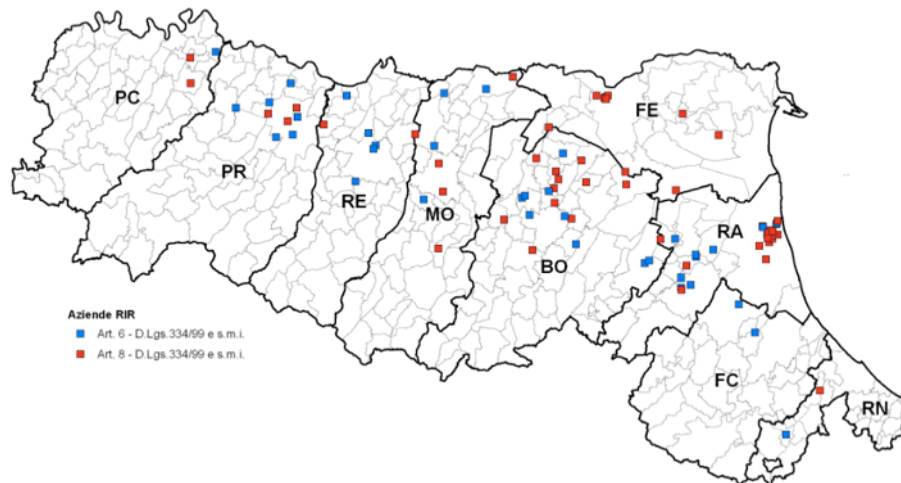 PC
FE
PR
RE
MO
RA
BO
Aziende RIR
Art. 6 - D.Lgs.334/99 e s.m.i.
Art. 8 - D.Lgs.334/99 e s.m.i.
FC
RN